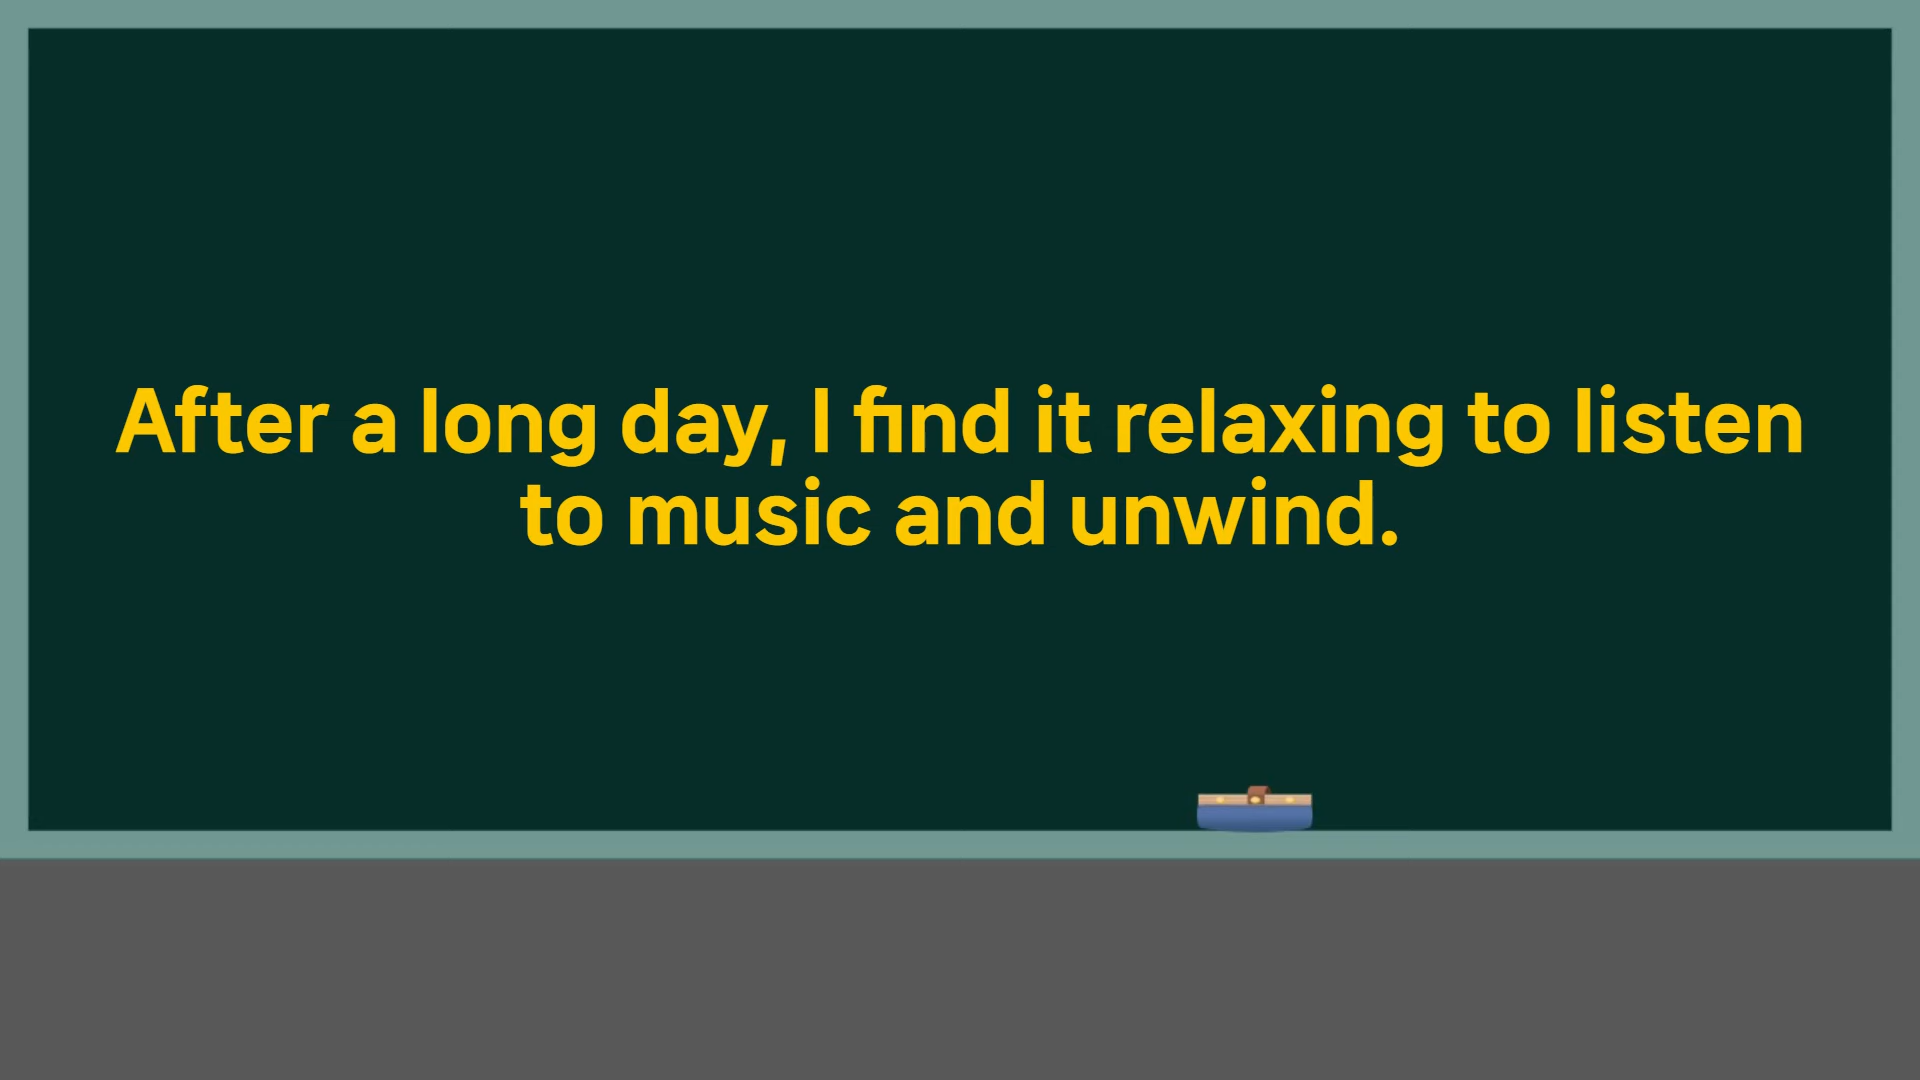 After a long day, I find it relaxing to listen
to music and unwind.